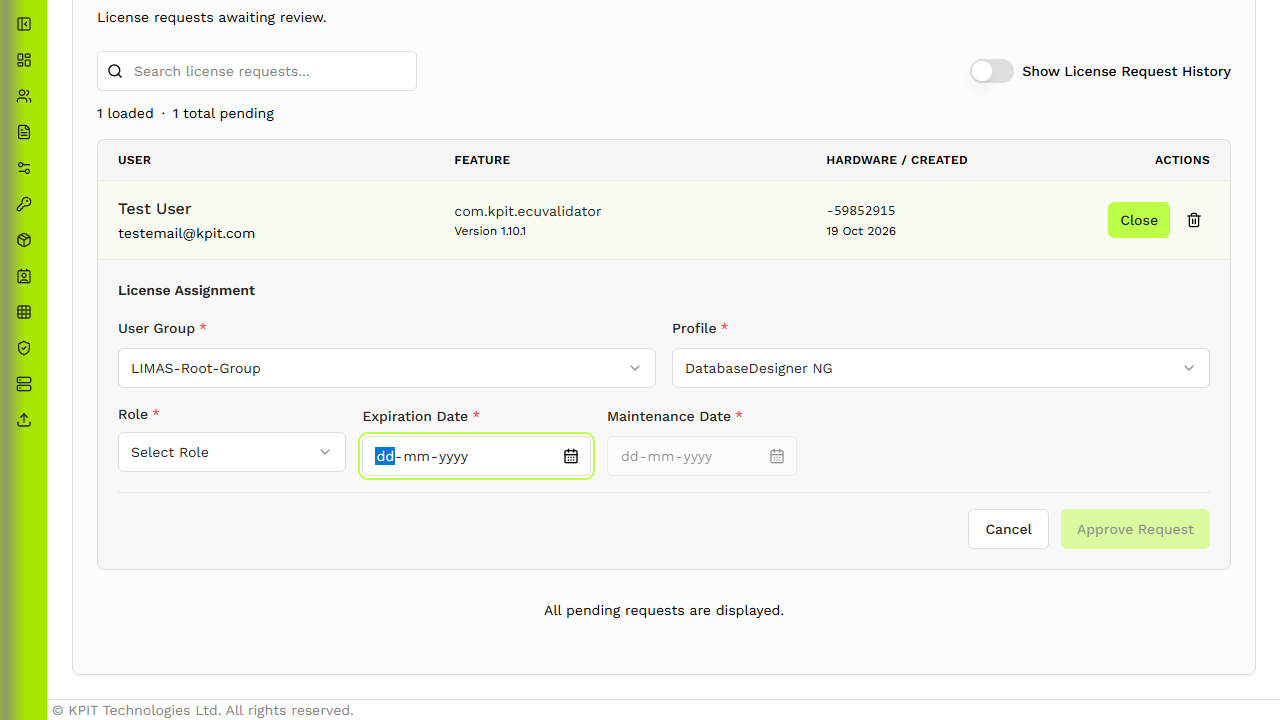 License requests awaiting review.
Search license requests...
Show License Request History
1 loaded · 1 total pending
USER FEATURE HARDWARE / CREATED ACTIONS
Test User
testemail@kpit.com
com.kpit.ecuvalidator
Version 1.10.1
-59852915
19 Oct 2026
Close
License Assignment
User Group *
Profile *
LIMAS-Root-Group
DatabaseDesigner NG
Role *
Expiration Date *
Maintenance Date *
Select Role
dd-mm-yyyy
dd-mm-yyyy
Cancel
Approve Request
All pending requests are displayed.
© KPIT Technologies Ltd. All rights reserved.